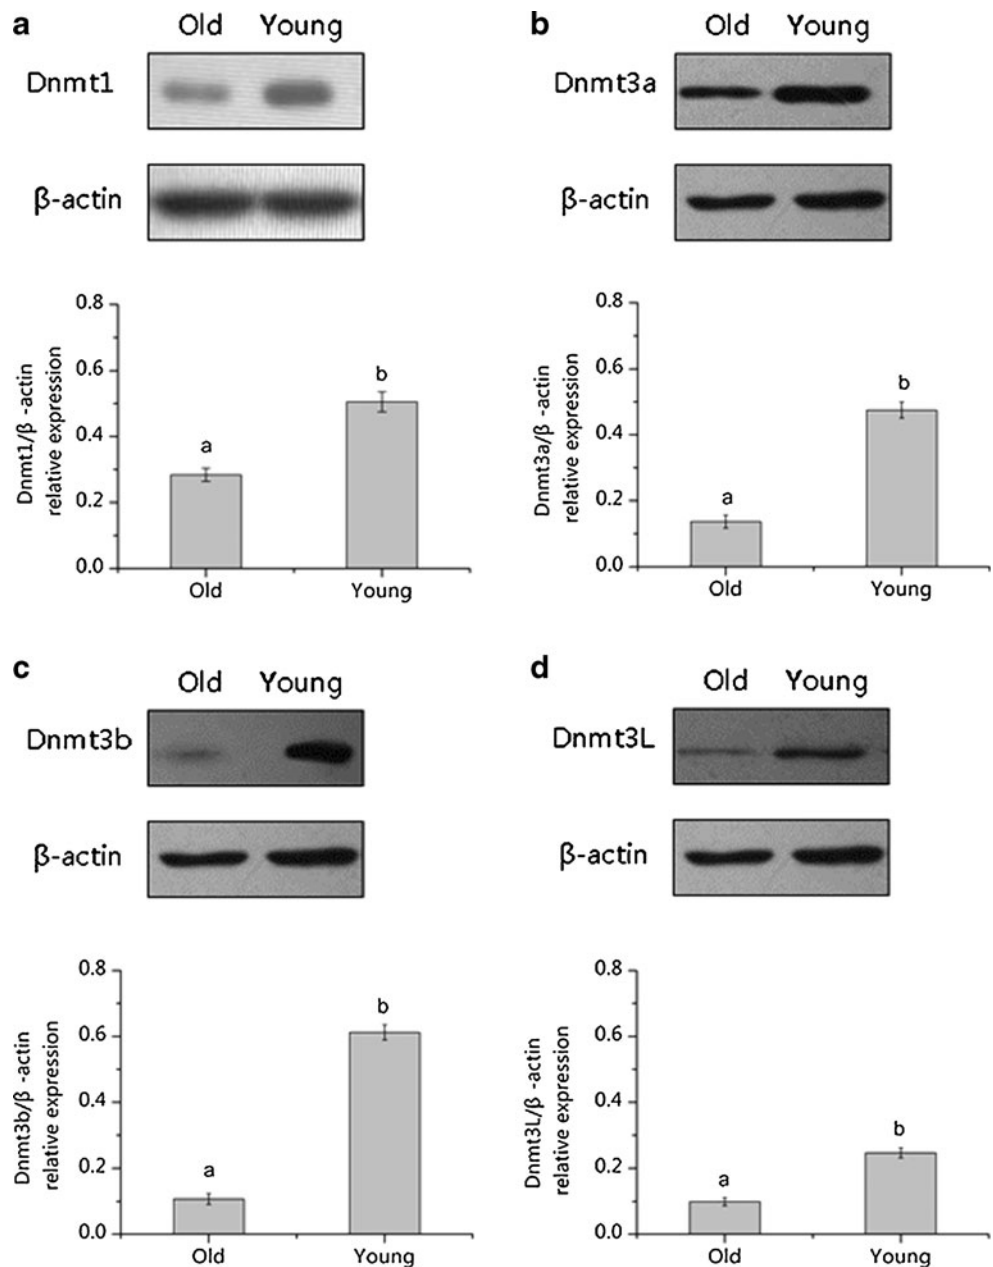 a
Old Young
Dnmt1
β-actin
0.8
0.6
0.4
0.2
0.0
Dnmt1/β -actin
relative expression
a
b
Old Young
b
Old Young
Dnmt3a
β-actin
0.8
0.6
0.4
0.2
0.0
Dnmt3a/β -actin
relative expression
a
b
Old Young
c
Old Young
Dnmt3b
β-actin
0.8
0.6
0.4
0.2
0.0
Dnmt3b/β -actin
relative expression
a
b
Old Young
d
Old Young
Dnmt3L
β-actin
0.8
0.6
0.4
0.2
0.0
Dnmt3L/β -actin
relative expression
a
b
Old Young